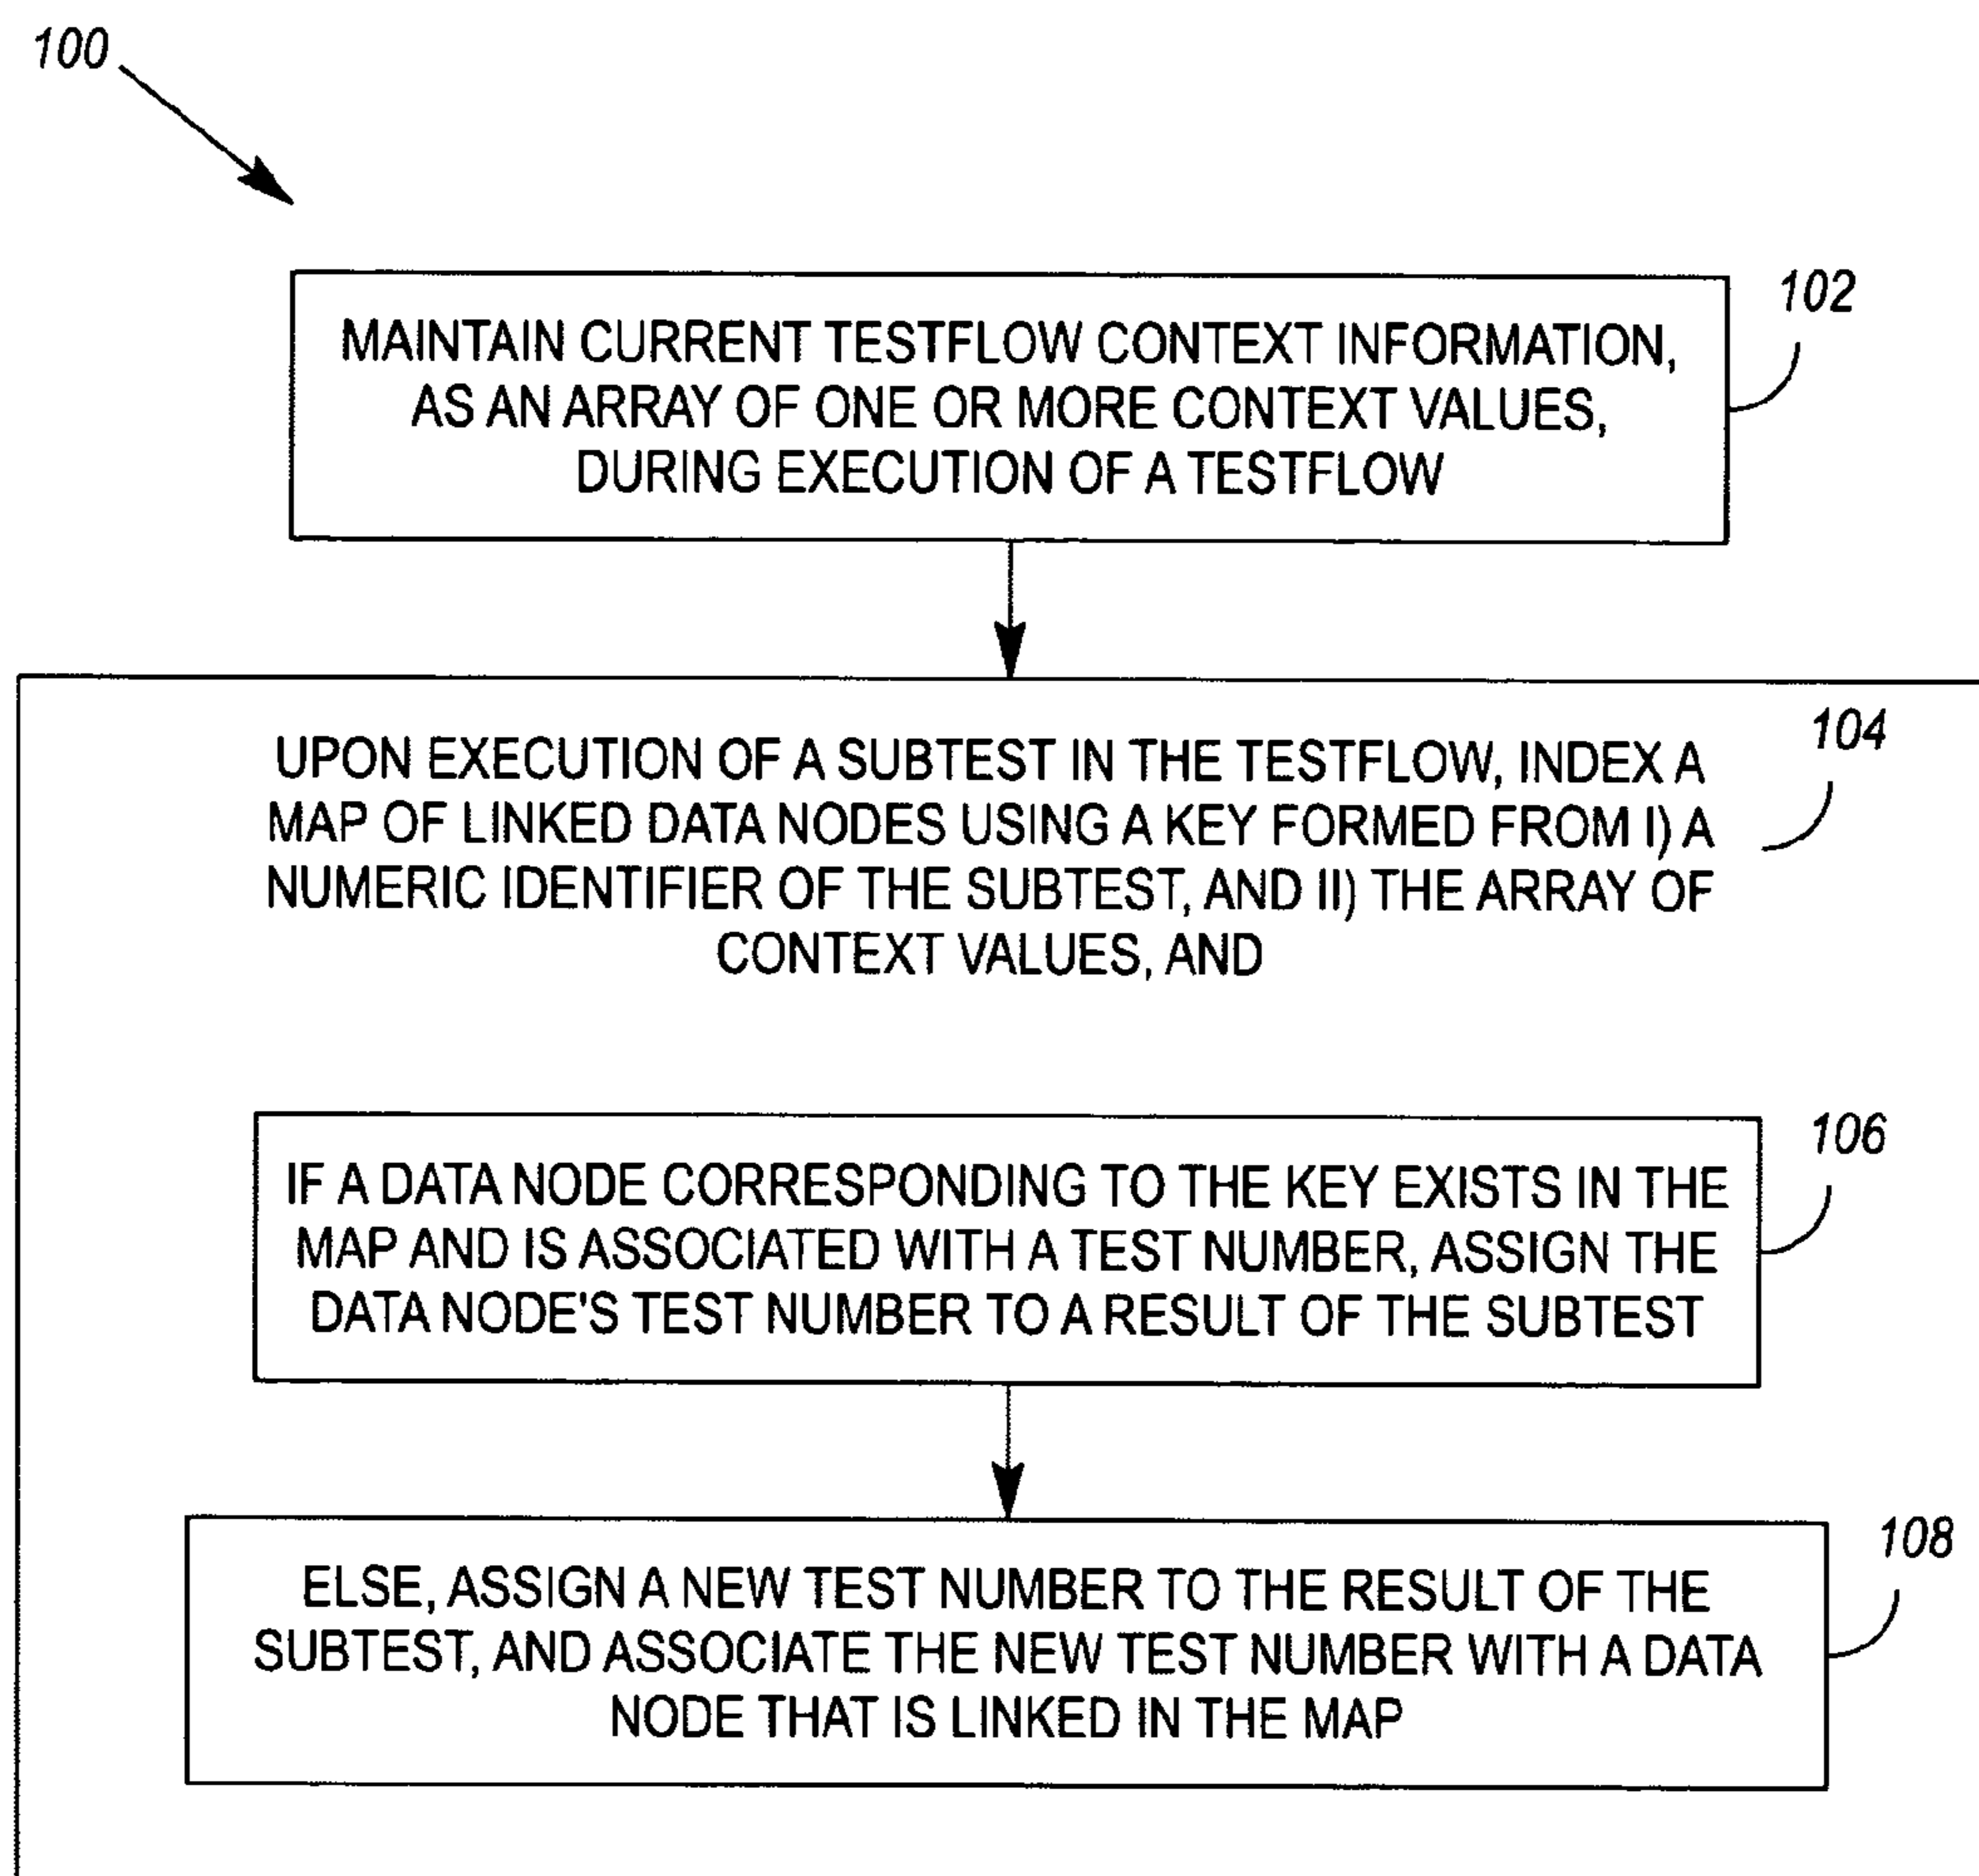 100
102
MAINTAIN CURRENT TESTFLOW CONTEXT INFORMATION,
AS AN ARRAY OF ONE OR MORE CONTEXT VALUES,
DURING EXECUTION OF A TESTFLOW
104
UPON EXECUTION OF A SUBTEST IN THE TESTFLOW, INDEX A
MAP OF LINKED DATA NODES USING A KEY FORMED FROM I) A
NUMERIC IDENTIFIER OF THE SUBTEST, AND II) THE ARRAY OF
CONTEXT VALUES, AND
106
IF A DATA NODE CORRESPONDING TO THE KEY EXISTS IN THE
MAP AND IS ASSOCIATED WITH A TEST NUMBER, ASSIGN THE
DATA NODE'S TEST NUMBER TO A RESULT OF THE SUBTEST
108
ELSE, ASSIGN A NEW TEST NUMBER TO THE RESULT OF THE
SUBTEST, AND ASSOCIATE THE NEW TEST NUMBER WITH A DATA
NODE THAT IS LINKED IN THE MAP